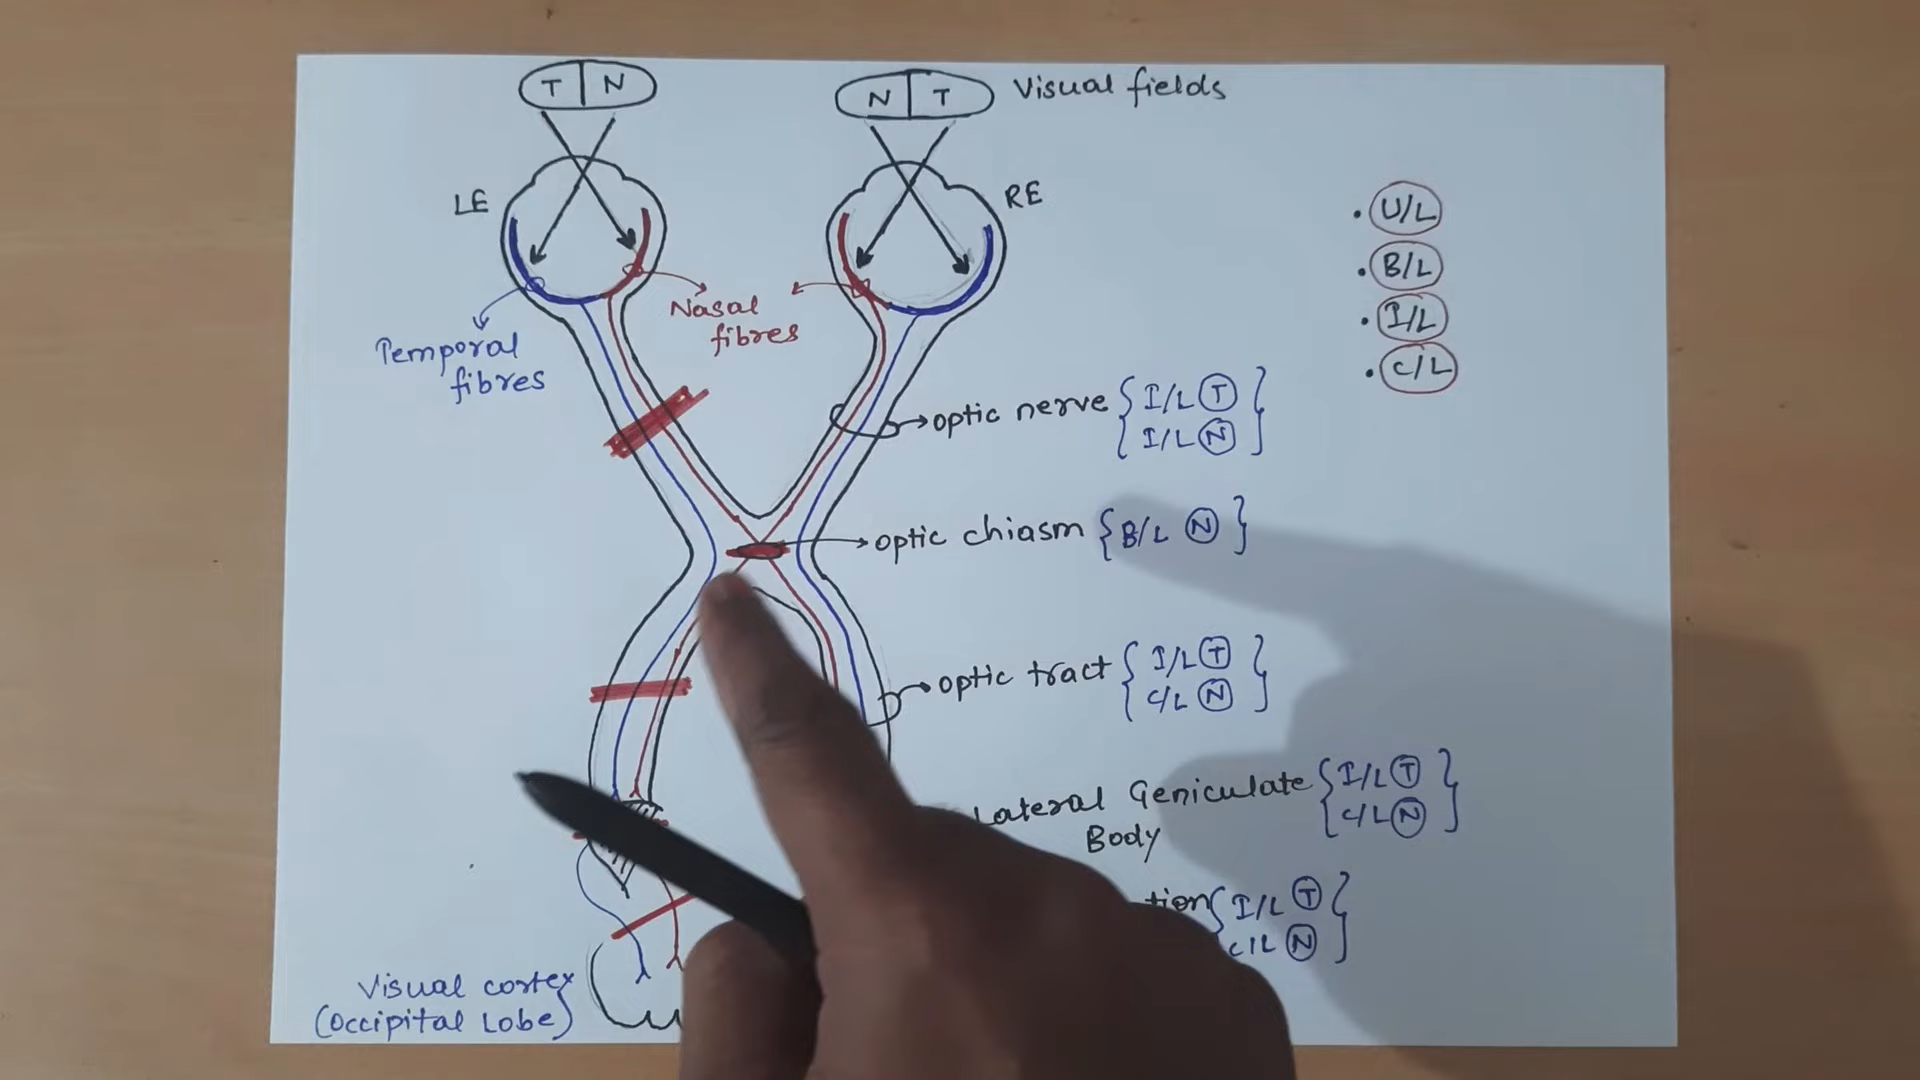 T N
N T Visual fields
LE
RE
• U/L
• B/L
• I/L
• C/L
Nasal
fibres
Temporal
fibres
optic nerve { I/L T }
{ I/L N }
optic chiasm { B/L N }
optic tract { I/L T }
{ C/L N }
Lateral Geniculate { I/L T }
Body { C/L N }
tion { I/L T }
C/L N }
Visual cortex
(Occipital Lobe)